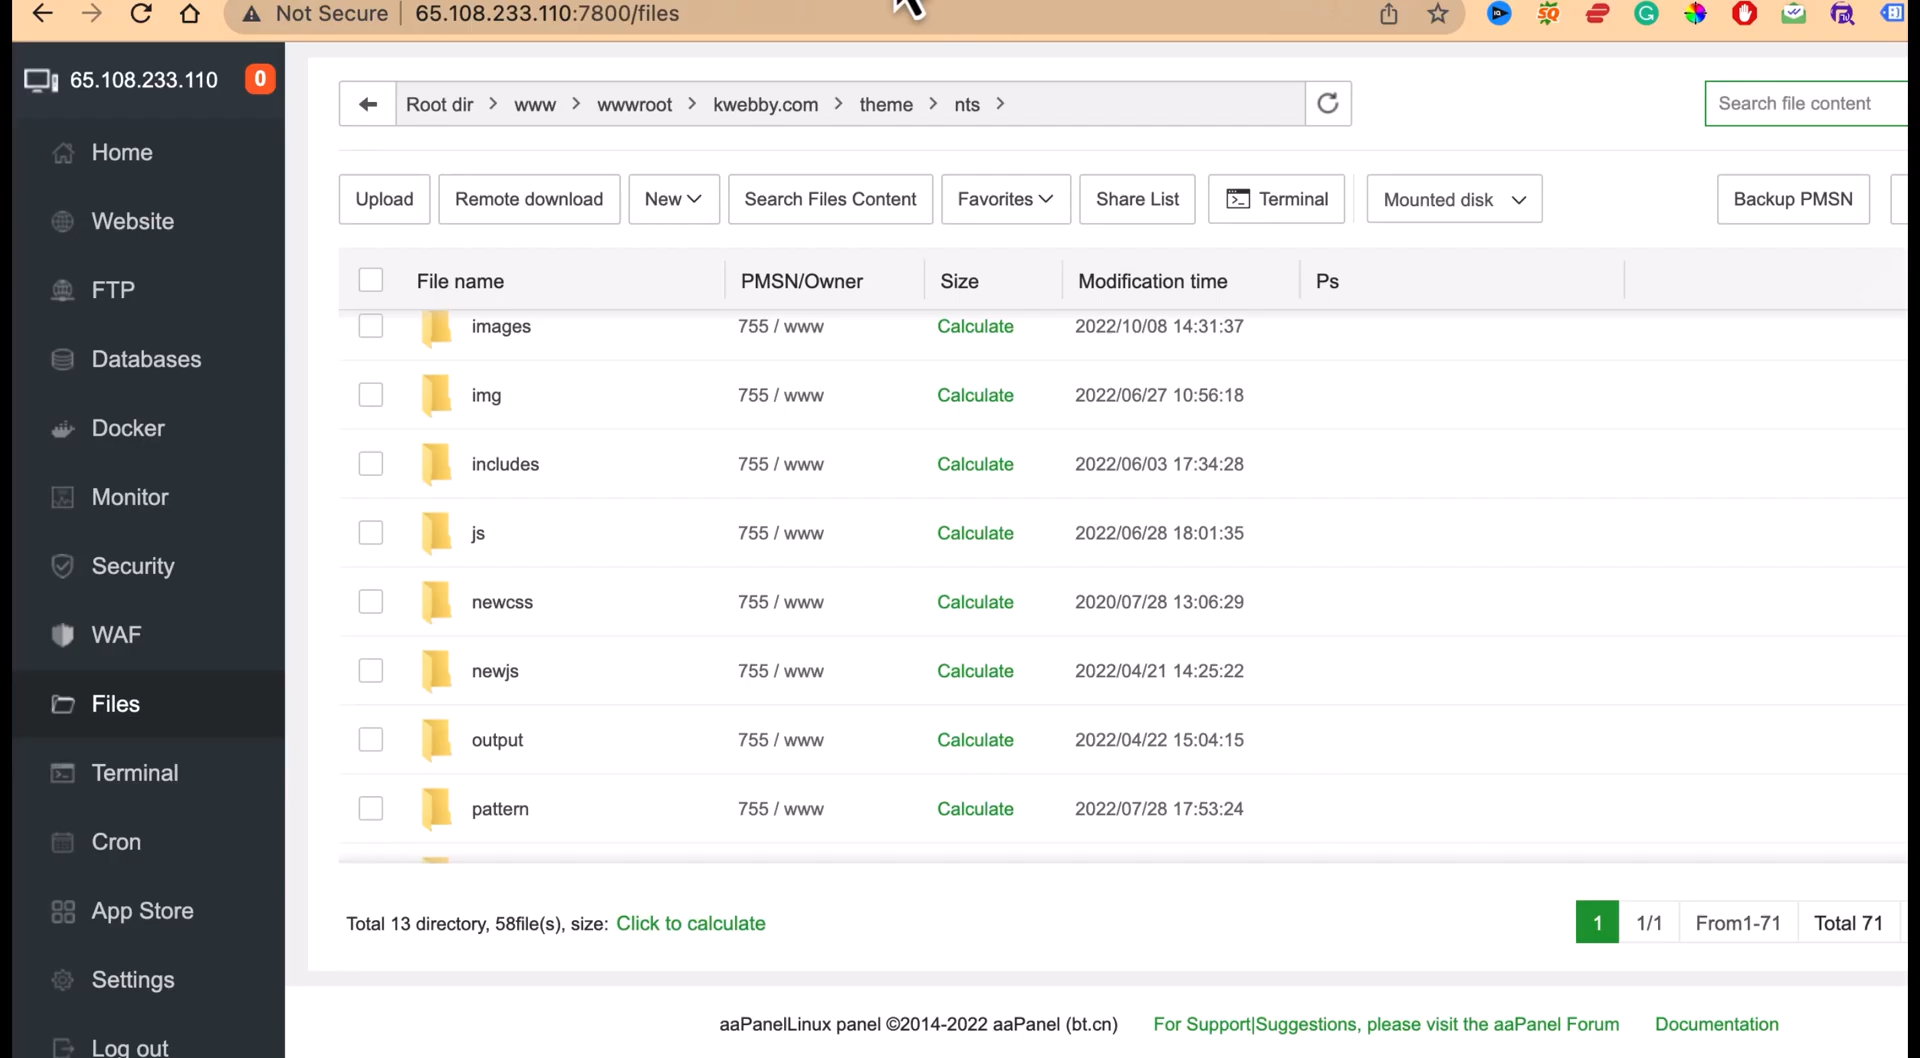 Not Secure 65.108.233.110:7800/files
65.108.233.110 0
Home
Website
FTP
Databases
Docker
Monitor
Security
WAF
Files
Terminal
Cron
App Store
Settings
Log out
Root dir > www > wwwroot > kwebby.com > theme > nts >
Search file content
Upload Remote download New Search Files Content Favorites Share List Terminal Mounted disk Backup PMSN
File name PMSN/Owner Size Modification time Ps
images 755 / www Calculate 2022/10/08 14:31:37
img 755 / www Calculate 2022/06/27 10:56:18
includes 755 / www Calculate 2022/06/03 17:34:28
js 755 / www Calculate 2022/06/28 18:01:35
newcss 755 / www Calculate 2020/07/28 13:06:29
newjs 755 / www Calculate 2022/04/21 14:25:22
output 755 / www Calculate 2022/04/22 15:04:15
pattern 755 / www Calculate 2022/07/28 17:53:24
Total 13 directory, 58file(s), size: Click to calculate
1 1/1 From1-71 Total 71
aaPanelLinux panel ©2014-2022 aaPanel (bt.cn) For Support|Suggestions, please visit the aaPanel Forum Documentation